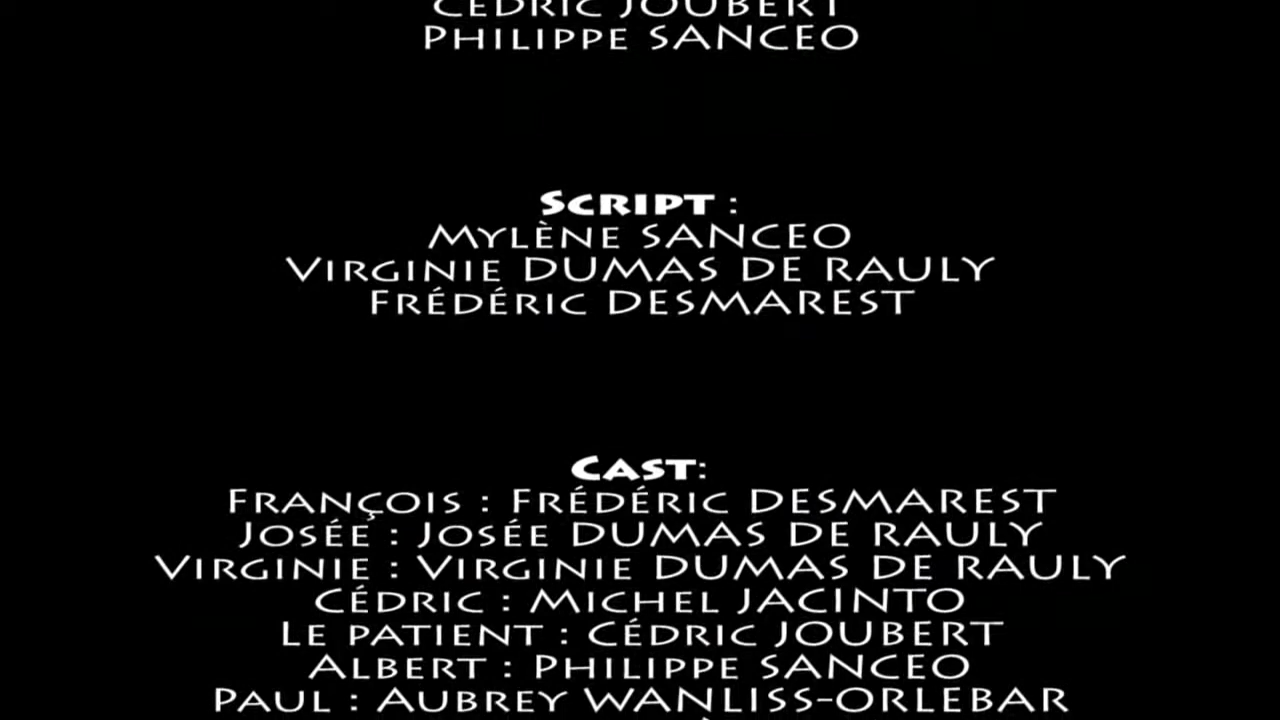 CÉDRIC JOUBERT
PHILIPPE SANCEO
SCRIPT :
MYLÈNE SANCEO
VIRGINIE DUMAS DE RAULY
FRÉDÉRIC DESMAREST
CAST:
FRANÇOIS : FRÉDÉRIC DESMAREST
JOSÉE : JOSÉE DUMAS DE RAULY
VIRGINIE : VIRGINIE DUMAS DE RAULY
CÉDRIC : MICHEL JACINTO
LE PATIENT : CÉDRIC JOUBERT
ALBERT : PHILIPPE SANCEO
PAUL : AUBREY WANLISS-ORLEBAR